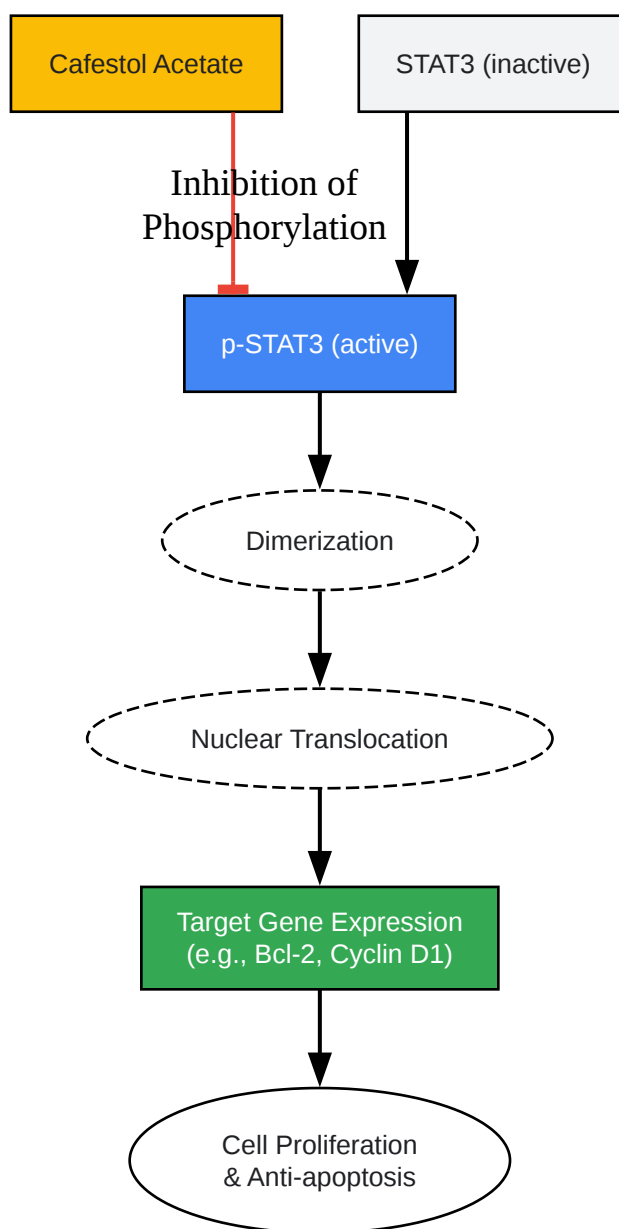 Cafestol Acetate
STAT3 (inactive)
Inhibition of
Phosphorylation
p-STAT3 (active)
Dimerization
Nuclear Translocation
Target Gene Expression
(e.g., Bcl-2, Cyclin D1)
Cell Proliferation
& Anti-apoptosis